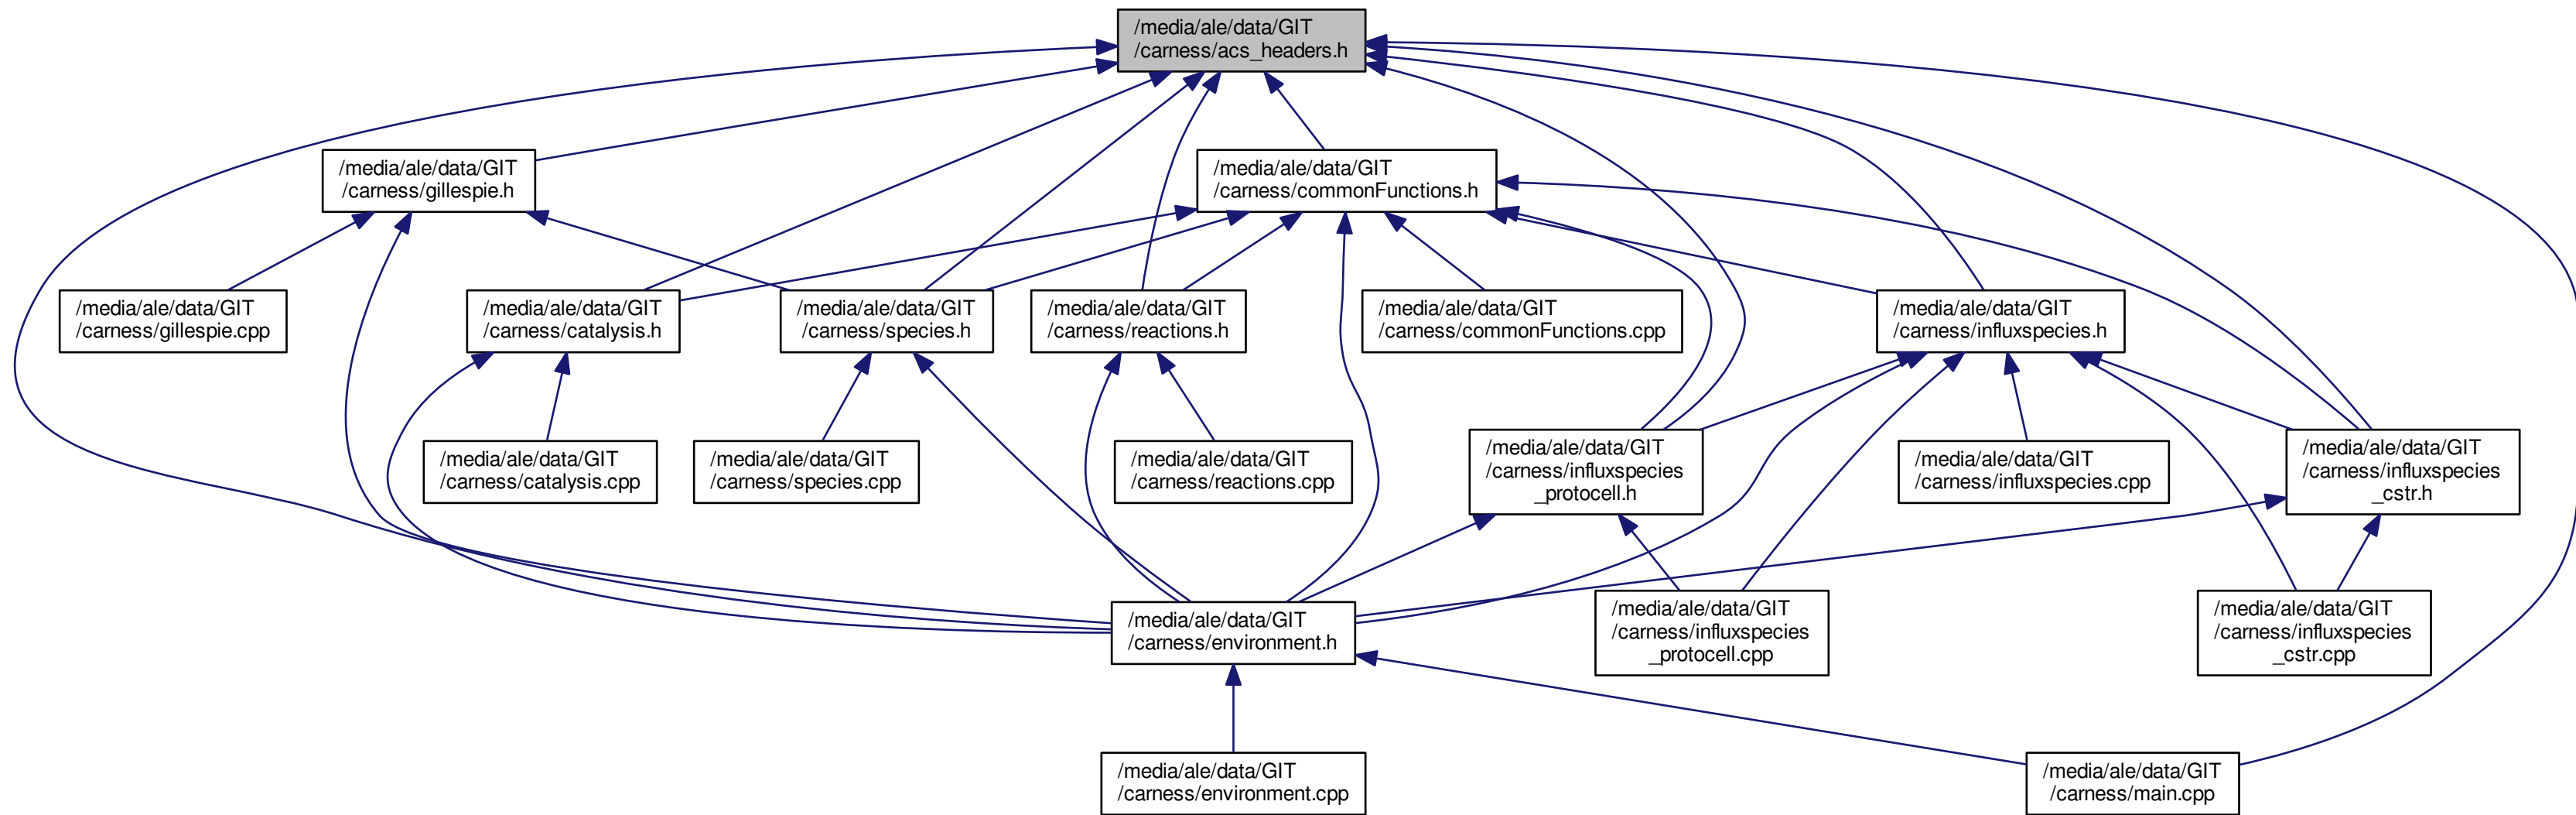 /media/ale/data/GIT
/carness/acs_headers.h
/media/ale/data/GIT
/carness/gillespie.h
/media/ale/data/GIT
/carness/commonFunctions.h
/media/ale/data/GIT
/carness/gillespie.cpp
/media/ale/data/GIT
/carness/catalysis.h
/media/ale/data/GIT
/carness/species.h
/media/ale/data/GIT
/carness/reactions.h
/media/ale/data/GIT
/carness/commonFunctions.cpp
/media/ale/data/GIT
/carness/influxspecies.h
/media/ale/data/GIT
/carness/catalysis.cpp
/media/ale/data/GIT
/carness/species.cpp
/media/ale/data/GIT
/carness/reactions.cpp
/media/ale/data/GIT
/carness/influxspecies
_protocell.h
/media/ale/data/GIT
/carness/influxspecies.cpp
/media/ale/data/GIT
/carness/influxspecies
_cstr.h
/media/ale/data/GIT
/carness/environment.h
/media/ale/data/GIT
/carness/influxspecies
_protocell.cpp
/media/ale/data/GIT
/carness/influxspecies
_cstr.cpp
/media/ale/data/GIT
/carness/environment.cpp
/media/ale/data/GIT
/carness/main.cpp